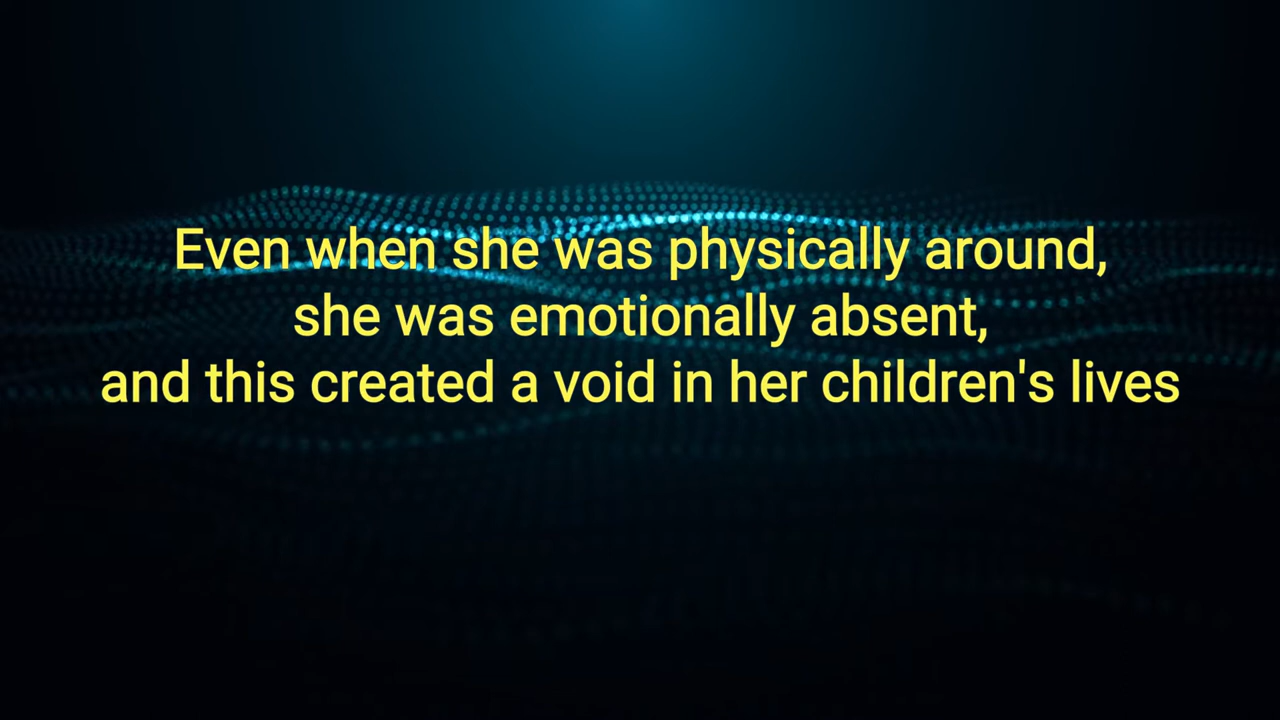 Even when she was physically around,
she was emotionally absent,
and this created a void in her children's lives